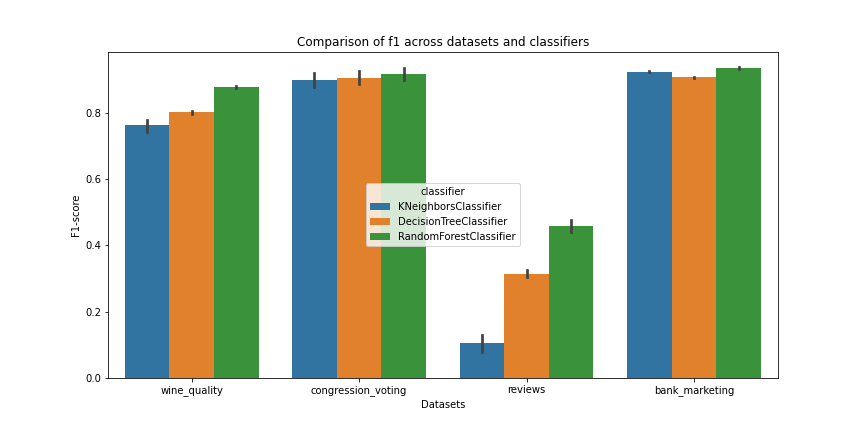 Comparison of f1 across datasets and classifiers
F1-score
0.8
0.6
0.4
0.2
0.0
classifier
KNeighborsClassifier
DecisionTreeClassifier
RandomForestClassifier
wine_quality congression_voting reviews bank_marketing
Datasets